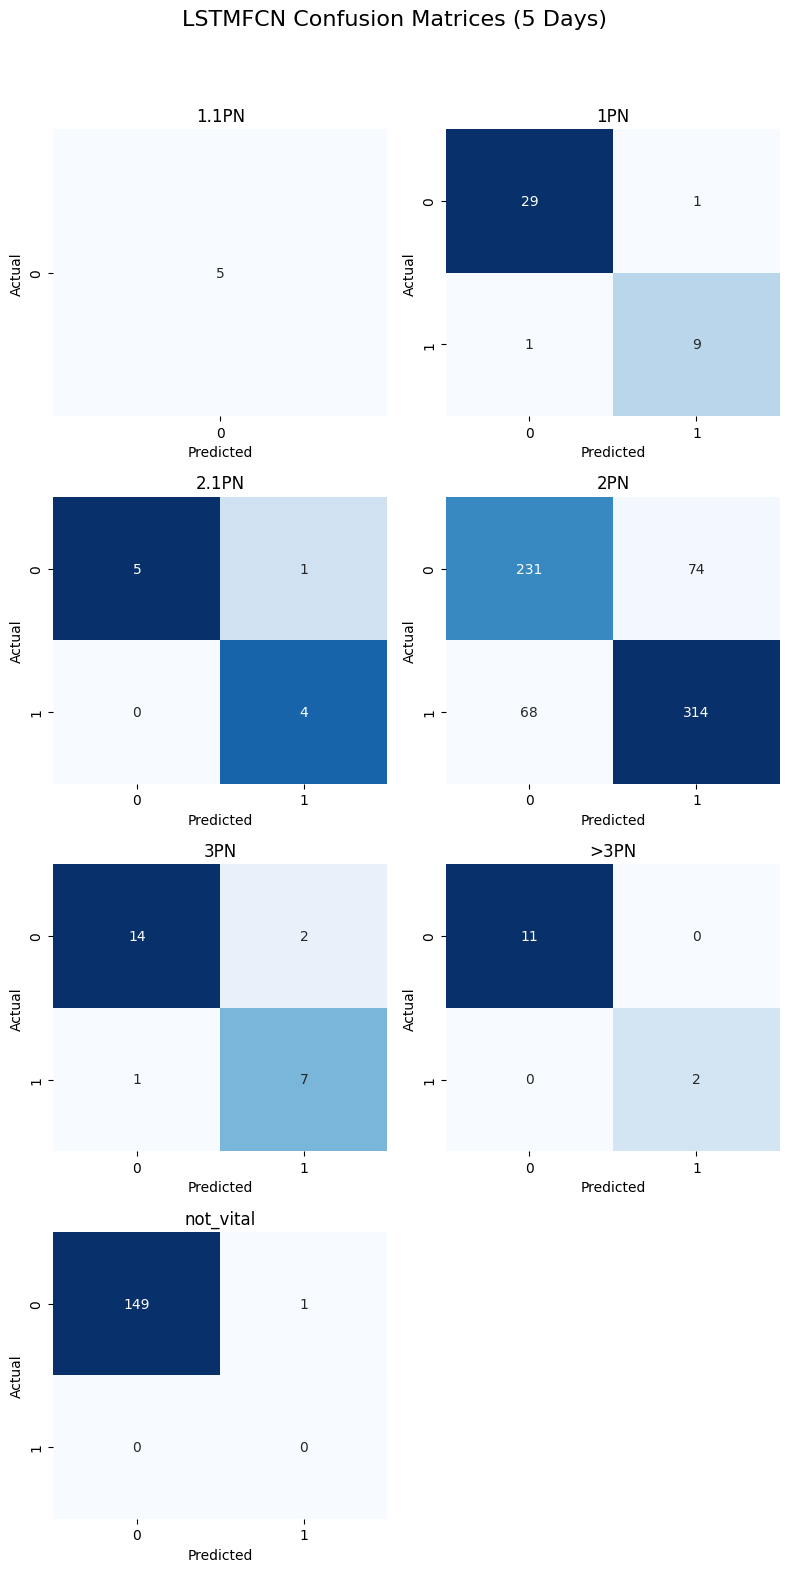 LSTMFCN Confusion Matrices (5 Days)
1.1PN
Actual
0
5
0
Predicted
1PN
Actual
0
29 1
1
1 9
0 1
Predicted
2.1PN
Actual
0
5 1
1
0 4
0 1
Predicted
2PN
Actual
0
231 74
1
68 314
0 1
Predicted
3PN
Actual
0
14 2
1
1 7
0 1
Predicted
>3PN
Actual
0
11 0
1
0 2
0 1
Predicted
not_vital
Actual
0
149 1
1
0 0
0 1
Predicted